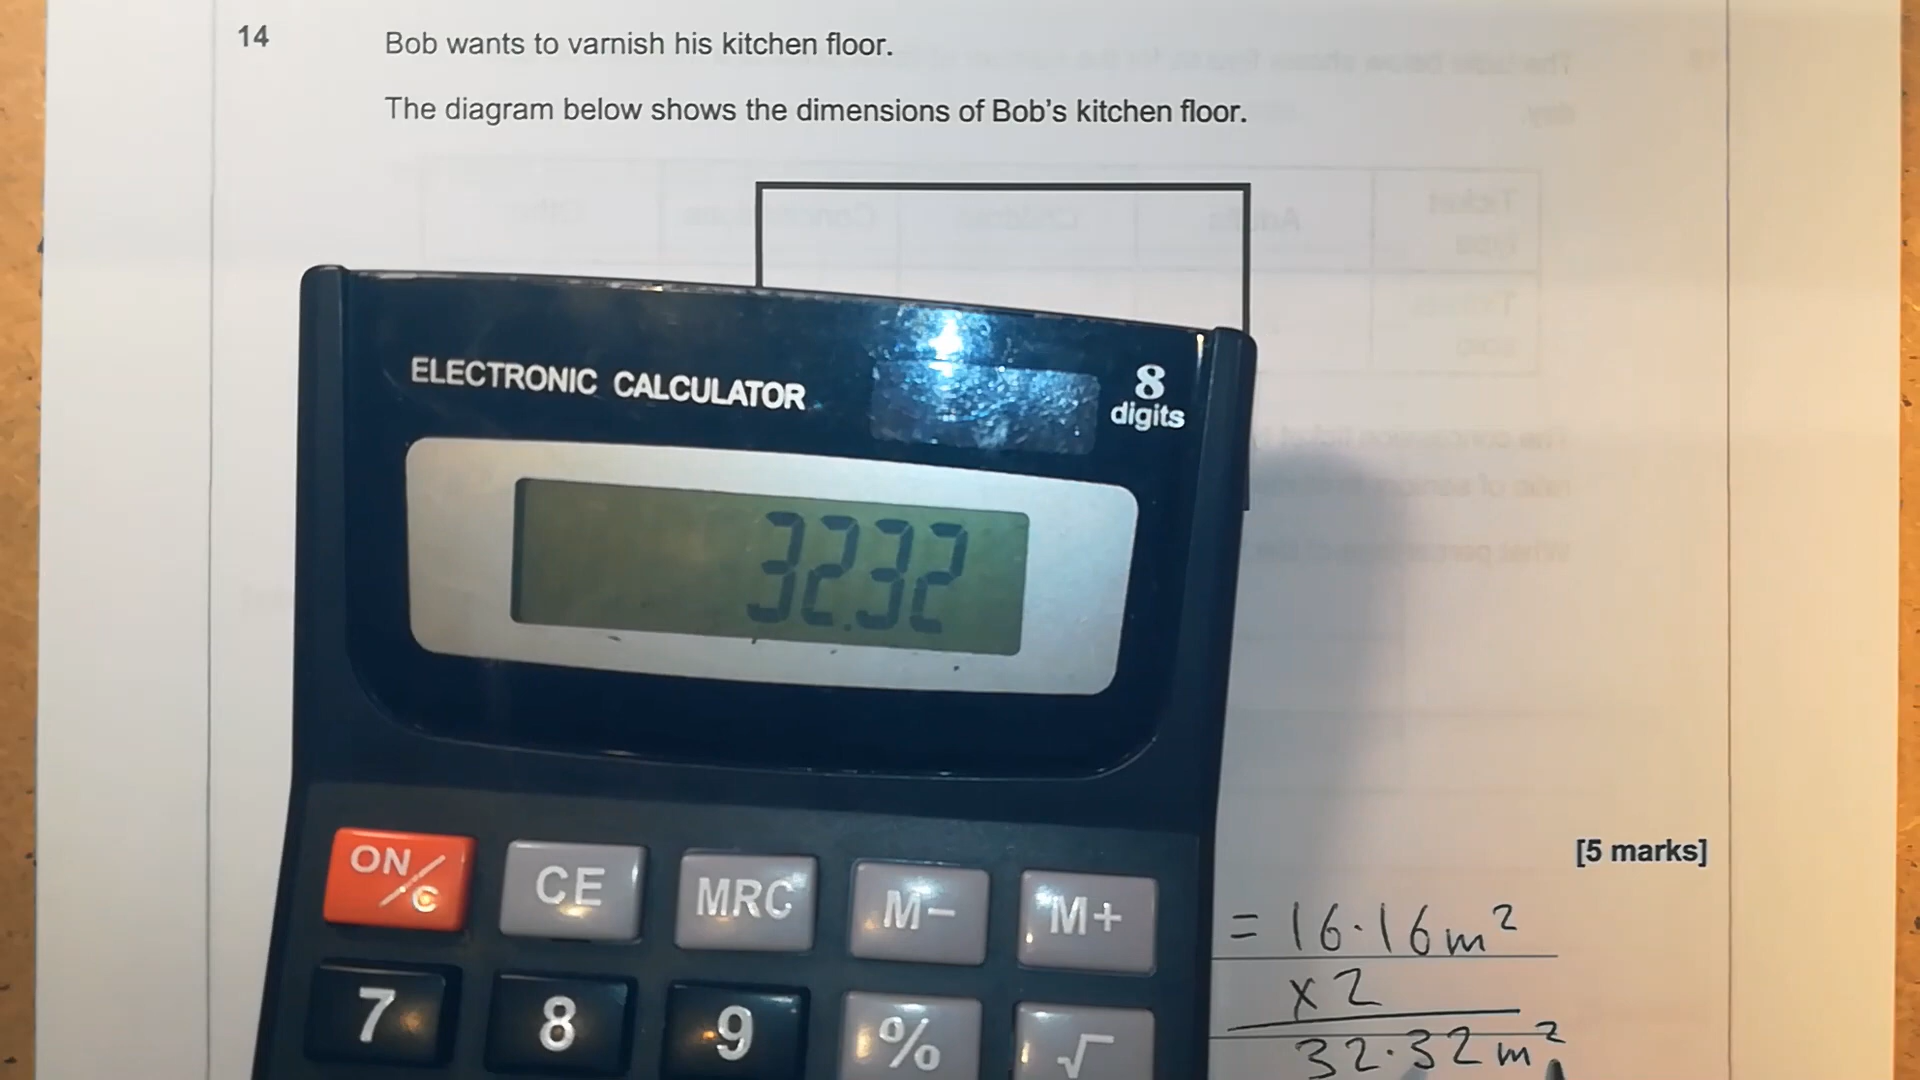 14
Bob wants to varnish his kitchen floor.
The diagram below shows the dimensions of Bob's kitchen floor.
ELECTRONIC CALCULATOR
8
digits
32.32
[5 marks]
ON/C CE MRC M− M+
= 16·16m²
×2
7 8 9 % √
32·32m²